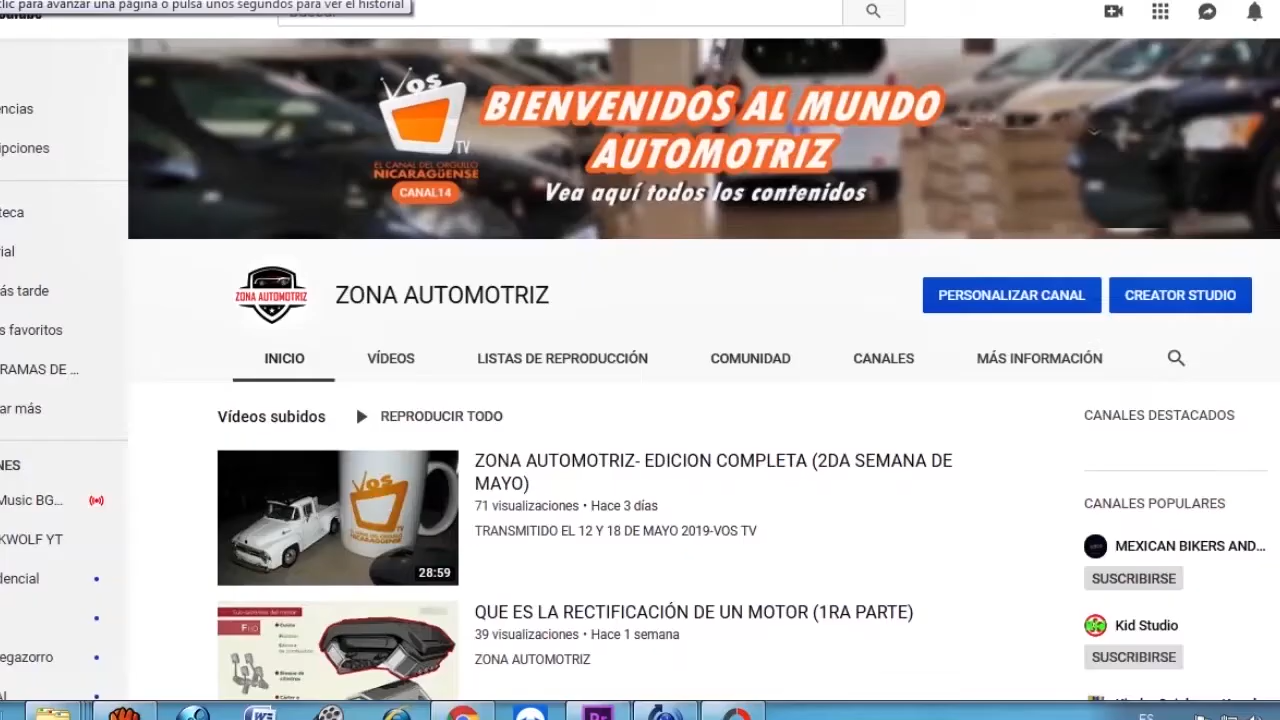 clic para avanzar una página o pulsa unos segundos para ver el historial
VOS
TV
EL CANAL DEL ORGULLO
NICARAGÜENSE
CANAL14
BIENVENIDOS AL MUNDO
AUTOMOTRIZ
Vea aquí todos los contenidos
encias
ipciones
teca
ial
ás tarde
s favoritos
RAMAS DE ...
ar más
NES
Music BG...
KWOLF YT
dencial
egazorro
ZONA AUTOMOTRIZ
ZONA AUTOMOTRIZ
PERSONALIZAR CANAL
CREATOR STUDIO
INICIO
VÍDEOS
LISTAS DE REPRODUCCIÓN
COMUNIDAD
CANALES
MÁS INFORMACIÓN
Vídeos subidos
REPRODUCIR TODO
VOS
TV
28:59
ZONA AUTOMOTRIZ- EDICION COMPLETA (2DA SEMANA DE
MAYO)
71 visualizaciones • Hace 3 días
TRANSMITIDO EL 12 Y 18 DE MAYO 2019-VOS TV
QUE ES LA RECTIFICACIÓN DE UN MOTOR (1RA PARTE)
39 visualizaciones • Hace 1 semana
ZONA AUTOMOTRIZ
CANALES DESTACADOS
CANALES POPULARES
MEXICAN BIKERS AND...
SUSCRIBIRSE
Kid Studio
SUSCRIBIRSE